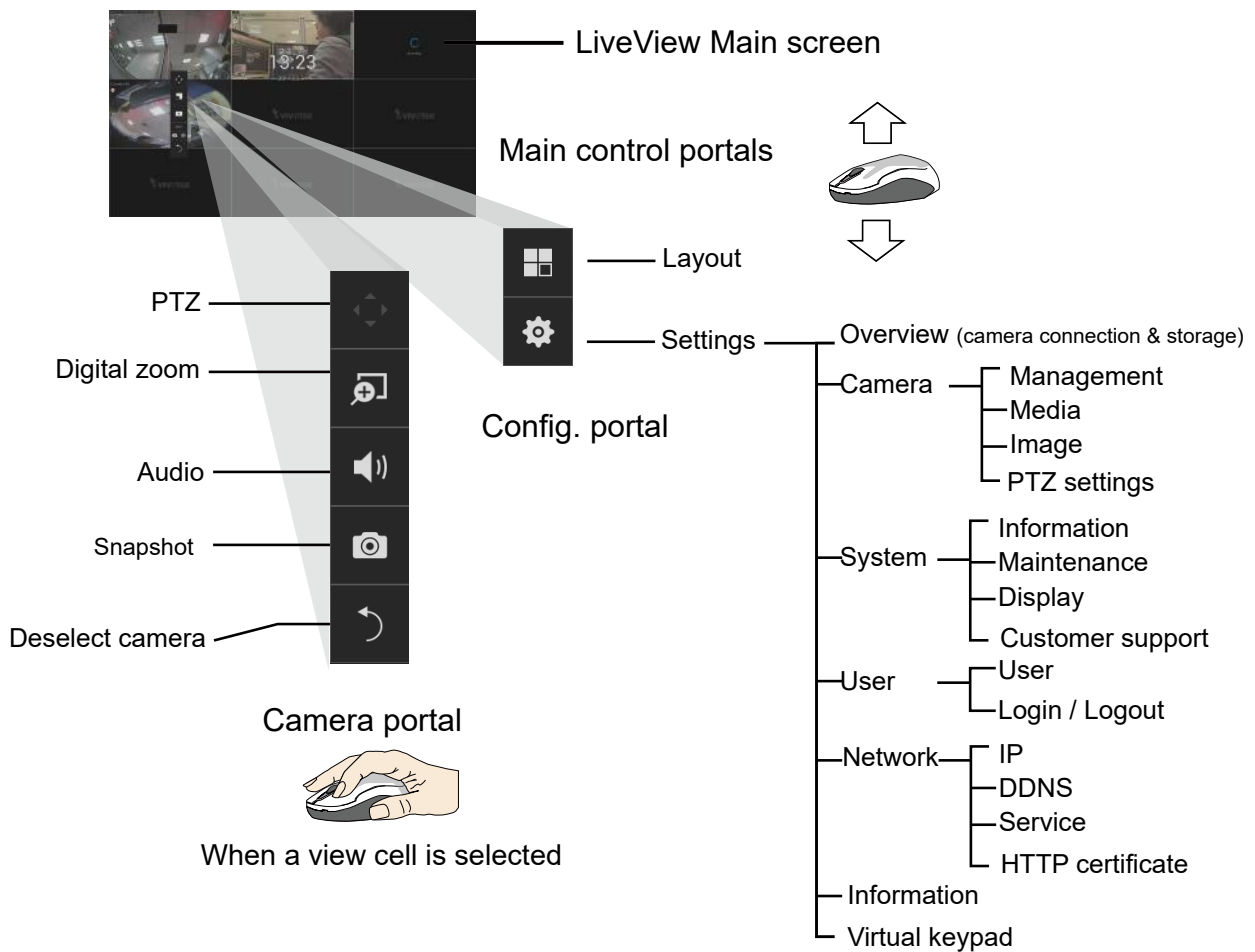 LiveView Main screen
13:23
Main control portals
Layout
Settings
Config. portal
PTZ
Digital zoom
Audio
Snapshot
Deselect camera
Camera portal
When a view cell is selected
Overview (camera connection & storage)
Camera
Management
Media
Image
PTZ settings
System
Information
Maintenance
Display
Customer support
User
User
Login / Logout
Network
IP
DDNS
Service
HTTP certificate
Information
Virtual keypad